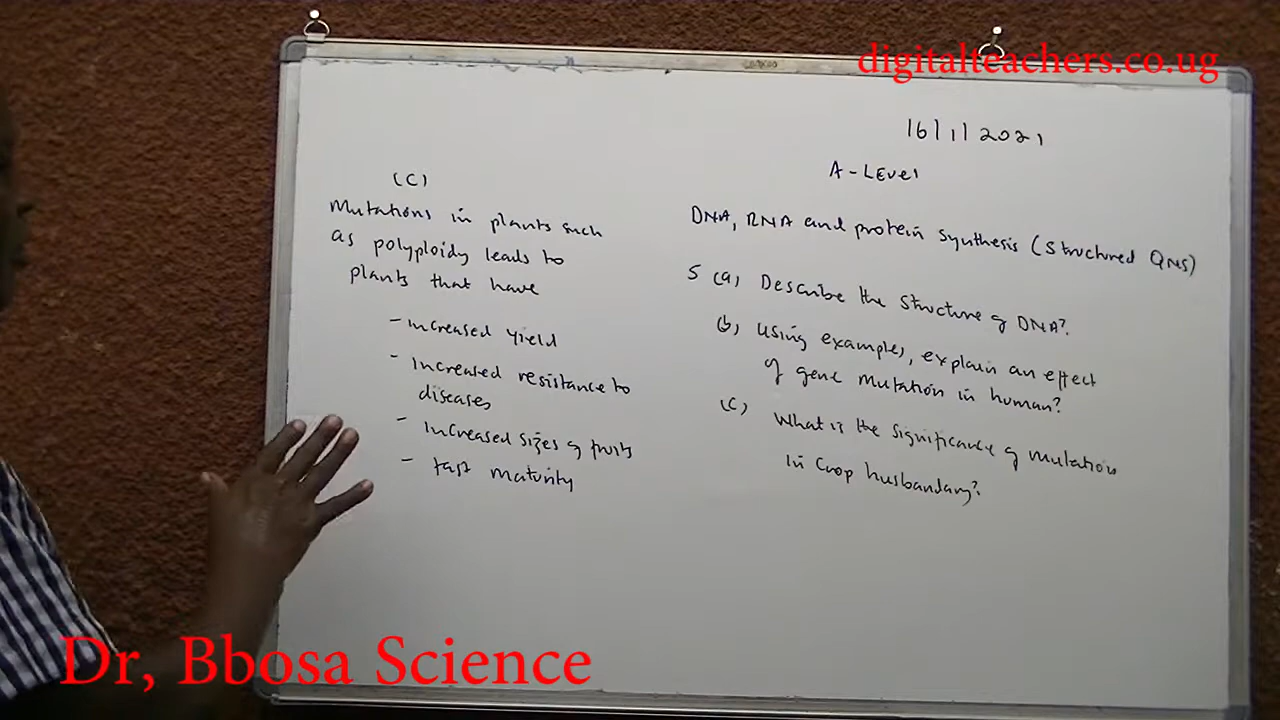 digitalteachers.co.ug
16/1/2021
A-Level
DNA, RNA and protein synthesis (Structured QNS)
5 (a) Describe the structure of DNA?
(b) Using examples, explain an effect
of gene mutation in human?
(c) What is the significance of mutation
in Crop husbandary?
(c)
Mutations in plants such
as polyploidy leads to
plants that have
- Increased yield
- Increased resistance to
diseases
- Increased sizes of fruits
- fast maturity
Dr, Bbosa Science